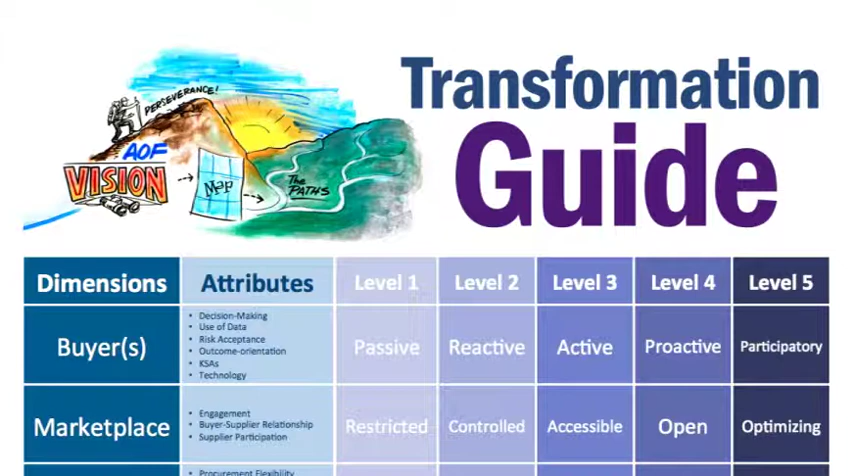 PERSEVERANCE!
AOF
VISION
Map
The
PATHS
Transformation
Guide
Dimensions Attributes Level 1 Level 2 Level 3 Level 4 Level 5
Buyer(s)
• Decision-Making
• Use of Data
• Risk Acceptance
• Outcome-orientation
• KSAs
• Technology
Passive Reactive Active Proactive Participatory
Marketplace
• Engagement
• Buyer-Supplier Relationship
• Supplier Participation
Restricted Controlled Accessible Open Optimizing
• Procurement Flexibility